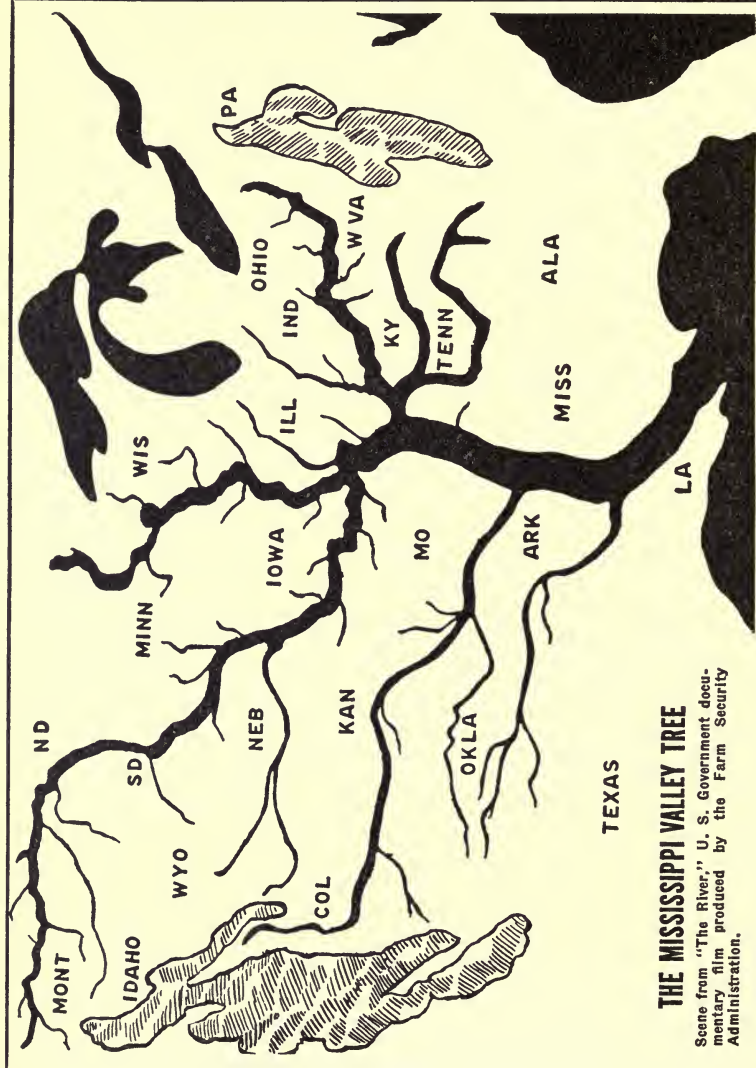 MONT
ND
MINN
WIS
IDAHO
WYO
SD
IOWA
ILL
IND
OHIO
PA
NEB
W VA
COL
KAN
MO
KY
TENN
OKLA
ARK
MISS
ALA
TEXAS
LA
THE MISSISSIPPI VALLEY TREE
Scene from "The River," U. S. Government docu-
mentary film produced by the Farm Security
Administration.